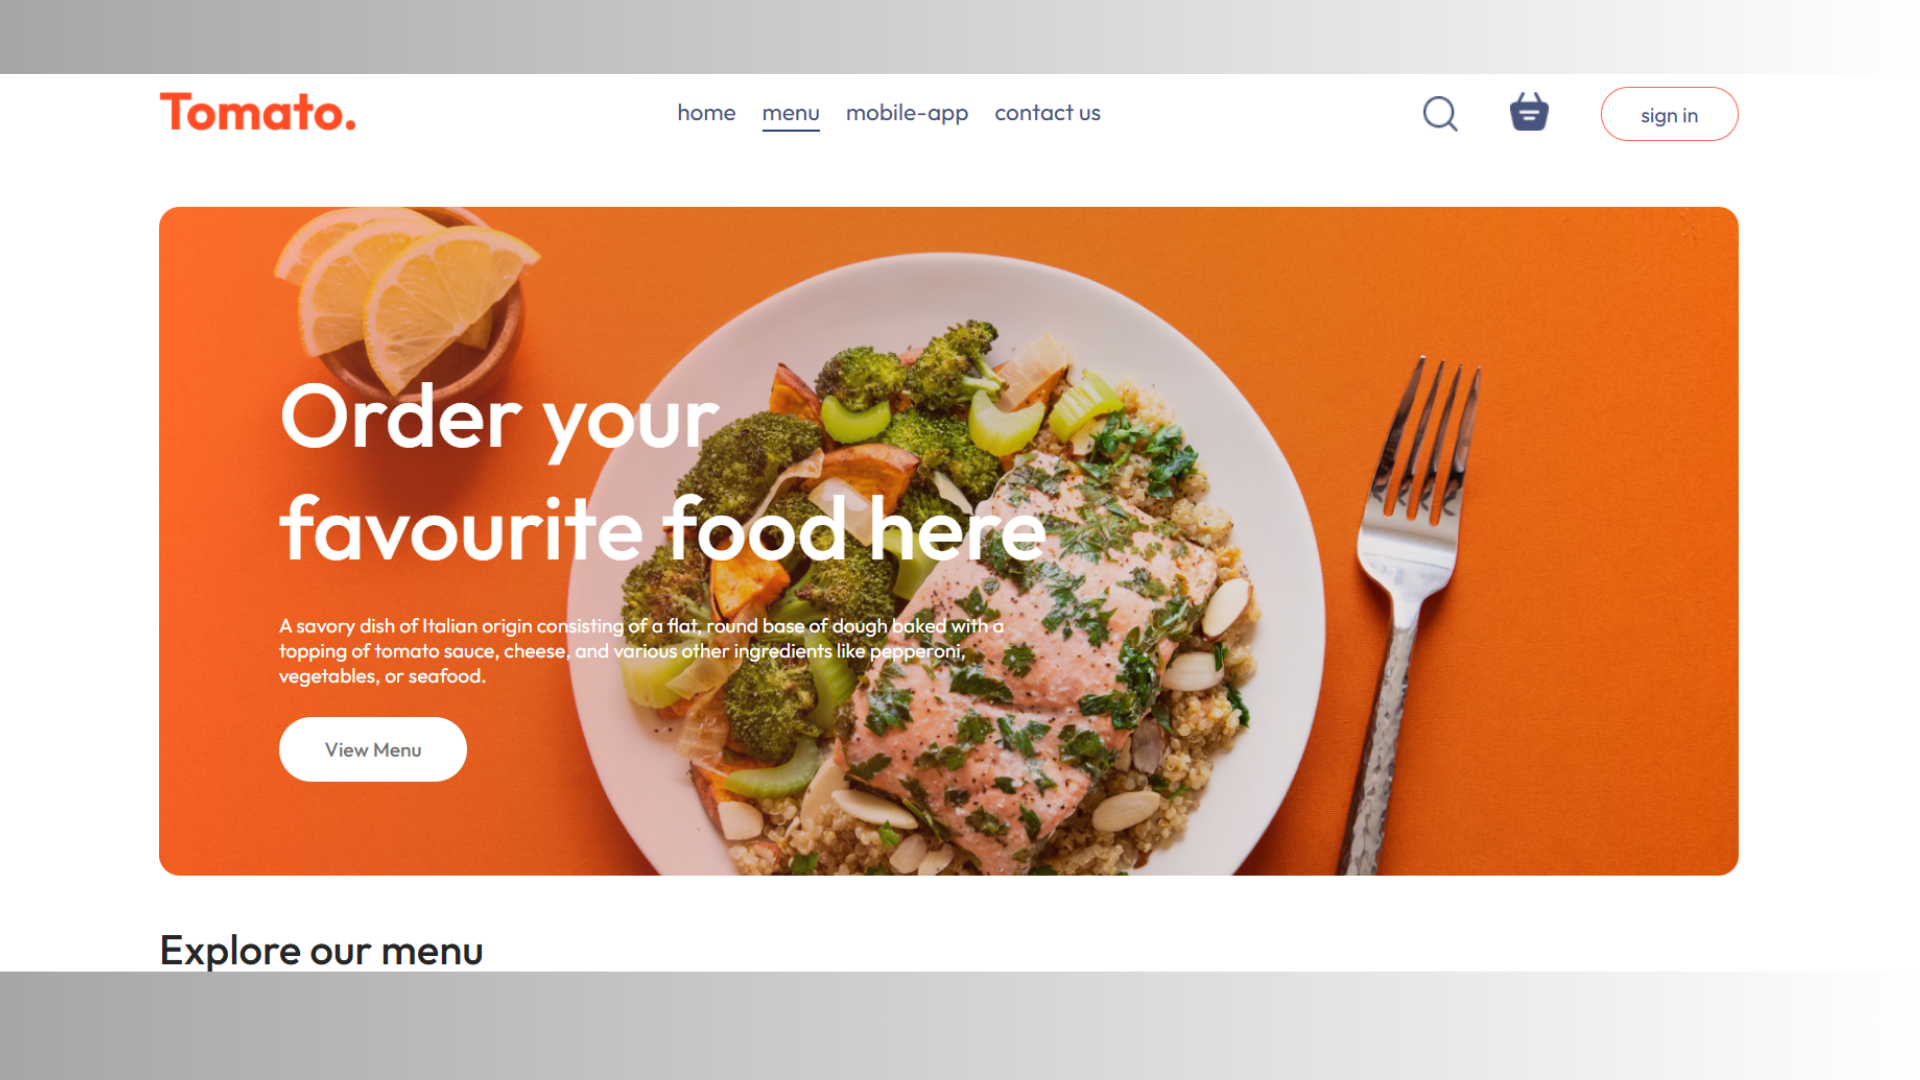 Tomato.
home menu mobile-app contact us
sign in
Order your
favourite food here
A savory dish of Italian origin consisting of a flat, round base of dough baked with a
topping of tomato sauce, cheese, and various other ingredients like pepperoni,
vegetables, or seafood.
View Menu
Explore our menu